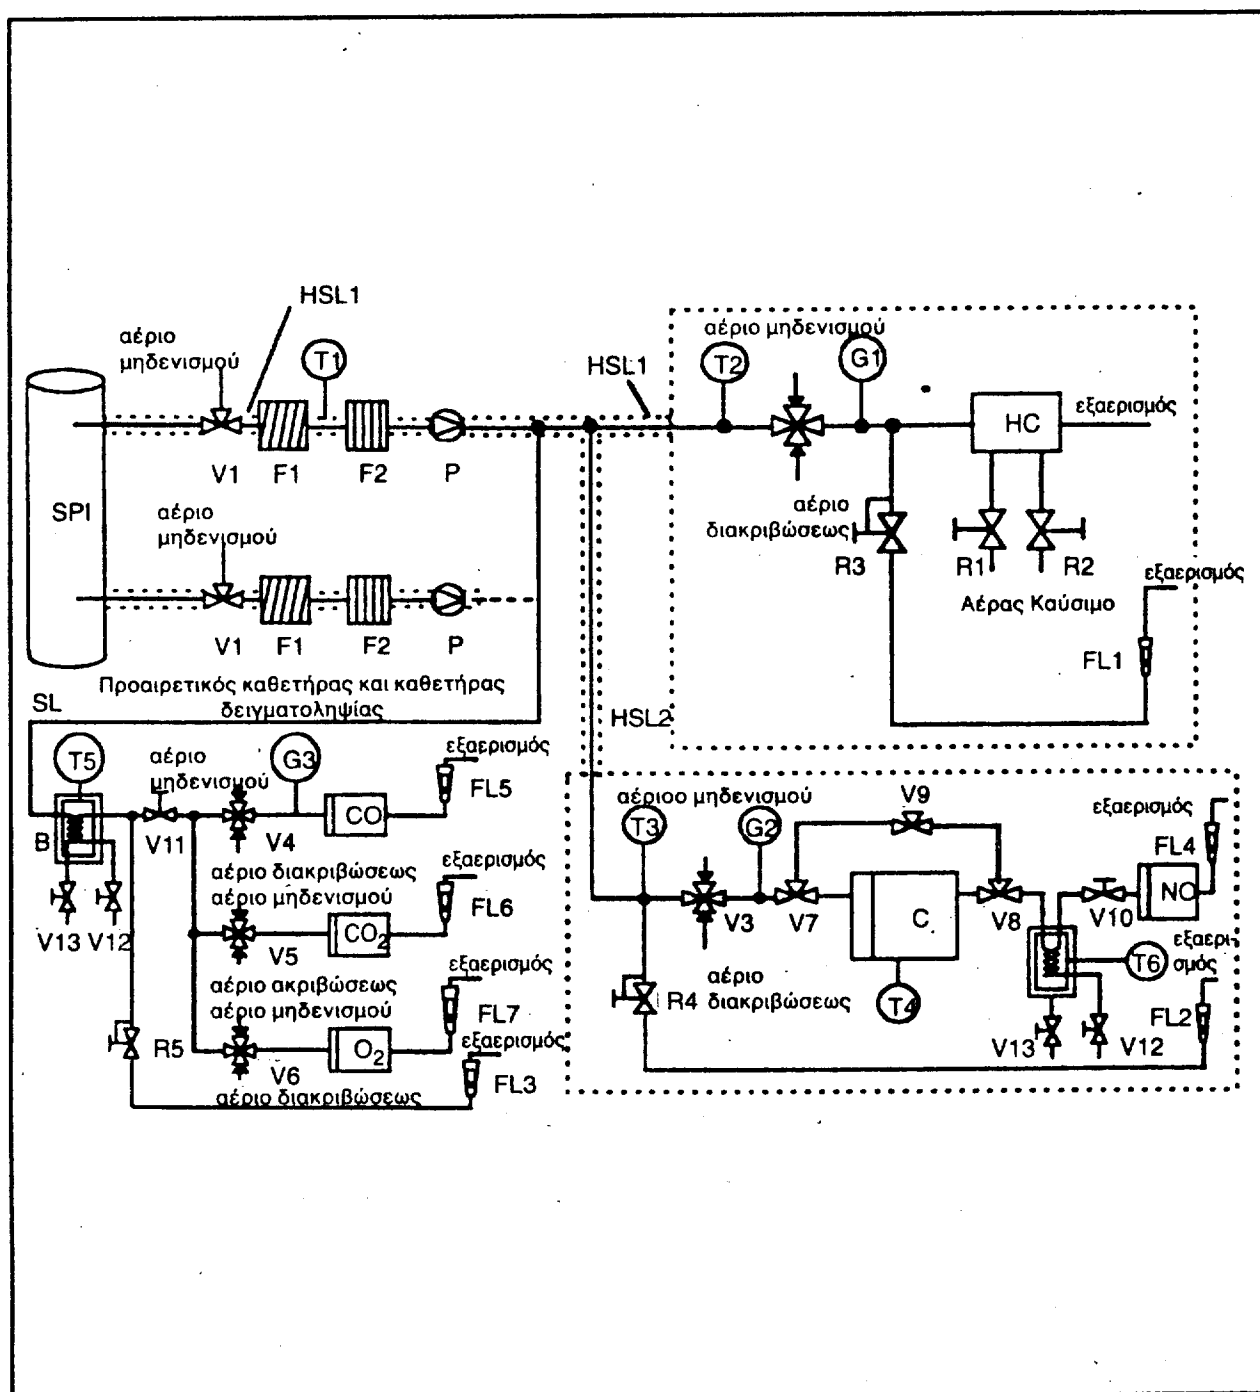 HSL1
αέριο
μηδενισμού
T1
SPI
V1
F1
F2
P
αέριο
μηδενισμού
V1
F1
F2
P
Προαιρετικός καθετήρας και καθετήρας
δειγματοληψίας
HSL1
αέριο μηδενισμού
T2
G1
HC
εξαερισμός
αέριο
διακριβώσεως
R3
R1
R2
Αέρας Καύσιμο
εξαερισμός
FL1
HSL2
SL
T5
αέριο
μηδενισμού
G3
εξαερισμός
FL5
CO
B
V11
V4
V13
V12
αέριο διακριβώσεως
αέριο μηδενισμού
εξαερισμός
FL6
CO2
V5
αέριο ακριβώσεως
αέριο μηδενισμού
εξαερισμός
FL7
R5
O2
V6
αέριο διακριβώσεως
εξαερισμός
FL3
αέριοο μηδενισμού
V9
T3
G2
εξαερισμός
FL4
C
NO
V3
V7
V8
V10
αέριο
διακριβώσεως
R4
T4
T6
εξαερι-
σμός
FL2
V13
V12